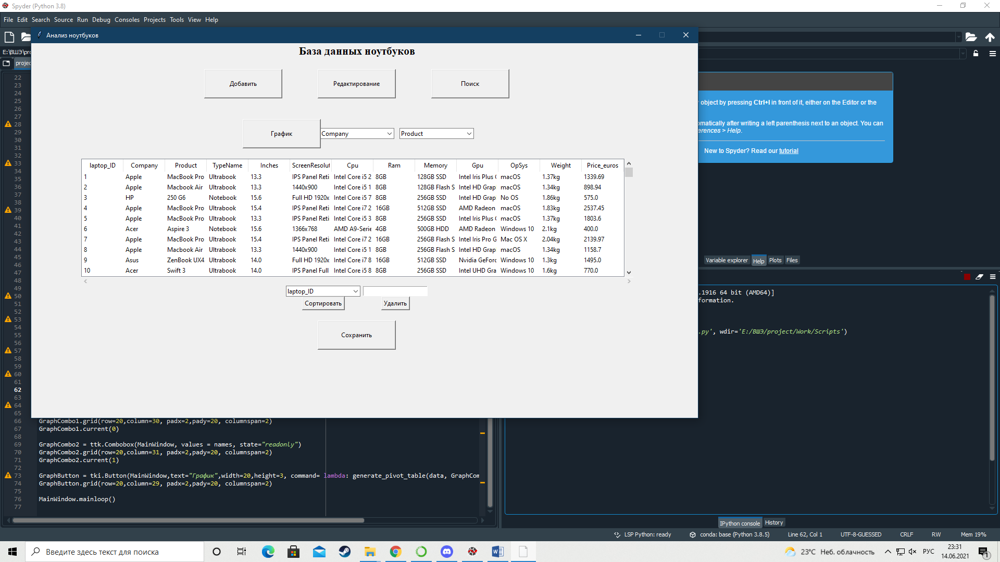 Spyder (Python 3.8)
File Edit Search Source Run Debug Consoles Projects Tools View Help
Анализ ноутбуков
E:\ВШЭ\pro
projec
База данных ноутбуков
Добавить Редактирование Поиск
График Company Product
laptop_ID Company Product TypeName Inches ScreenResolut Cpu Ram Memory Gpu OpSys Weight Price_euros
1 Apple MacBook Pro Ultrabook 13.3 IPS Panel Reti Intel Core i5 2 8GB 128GB SSD Intel Iris Plus G macOS 1.37kg 1339.69
2 Apple MacBook Air Ultrabook 13.3 1440x900 Intel Core i5 1 8GB 128GB Flash S Intel HD Grap macOS 1.34kg 898.94
3 HP 250 G6 Notebook 15.6 Full HD 1920x Intel Core i5 7 8GB 256GB SSD Intel HD Grap No OS 1.86kg 575.0
4 Apple MacBook Pro Ultrabook 15.4 IPS Panel Reti Intel Core i7 2 16GB 512GB SSD AMD Radeon macOS 1.83kg 2537.45
5 Apple MacBook Pro Ultrabook 13.3 IPS Panel Reti Intel Core i5 3 8GB 256GB SSD Intel Iris Plus G macOS 1.37kg 1803.6
6 Acer Aspire 3 Notebook 15.6 1366x768 AMD A9-Serie 4GB 500GB HDD AMD Radeon Windows 10 2.1kg 400.0
7 Apple MacBook Pro Ultrabook 15.4 IPS Panel Reti Intel Core i7 2 16GB 256GB Flash S Intel Iris Pro G Mac OS X 2.04kg 2139.97
8 Apple MacBook Air Ultrabook 13.3 1440x900 Intel Core i5 1 8GB 256GB Flash S Intel HD Grap macOS 1.34kg 1158.7
9 Asus ZenBook UX4 Ultrabook 14.0 Full HD 1920x Intel Core i7 8 16GB 512GB SSD Nvidia GeForc Windows 10 1.3kg 1495.0
10 Acer Swift 3 Ultrabook 14.0 IPS Panel Full Intel Core i5 8 8GB 256GB SSD Intel UHD Gra Windows 10 1.6kg 770.0
laptop_ID
Сортировать Удалить
Сохранить
object by pressing Ctrl+I in front of it, either on the Editor or the
omatically after writing a left parenthesis next to an object. You can
erences > Help.
New to Spyder? Read our tutorial
Variable explorer Help Plots Files
.1916 64 bit (AMD64)]
formation.
.py', wdir='E:/ВШЭ/project/Work/Scripts')
22
23
24
25
26
27
28
29
30
31
32
33
34
35
36
37
38
39
40
41
42
43
44
45
46
47
48
49
50
51
52
53
54
55
56
57
58
59
60
61
62
63
64
65
66 GraphCombo1.grid(row=20,column=30, padx=2,pady=20, columnspan=2)
67 GraphCombo1.current(0)
68
69 GraphCombo2 = ttk.Combobox(MainWindow, values = names, state="readonly")
70 GraphCombo2.grid(row=20,column=31, padx=2,pady=20, columnspan=2)
71 GraphCombo2.current(1)
72
73 GraphButton = tki.Button(MainWindow,text="График",width=20,height=3, command= lambda: generate_pivot_table(data, GraphCom
74 GraphButton.grid(row=20,column=29, padx=2,pady=20, columnspan=2)
75
76 MainWindow.mainloop()
77
IPython console History
LSP Python: ready conda: base (Python 3.8.5) Line 62, Col 1 UTF-8-GUESSED CRLF RW Mem 19%
Введите здесь текст для поиска
23°C Неб. облачность
РУС
23:31
14.06.2021
1